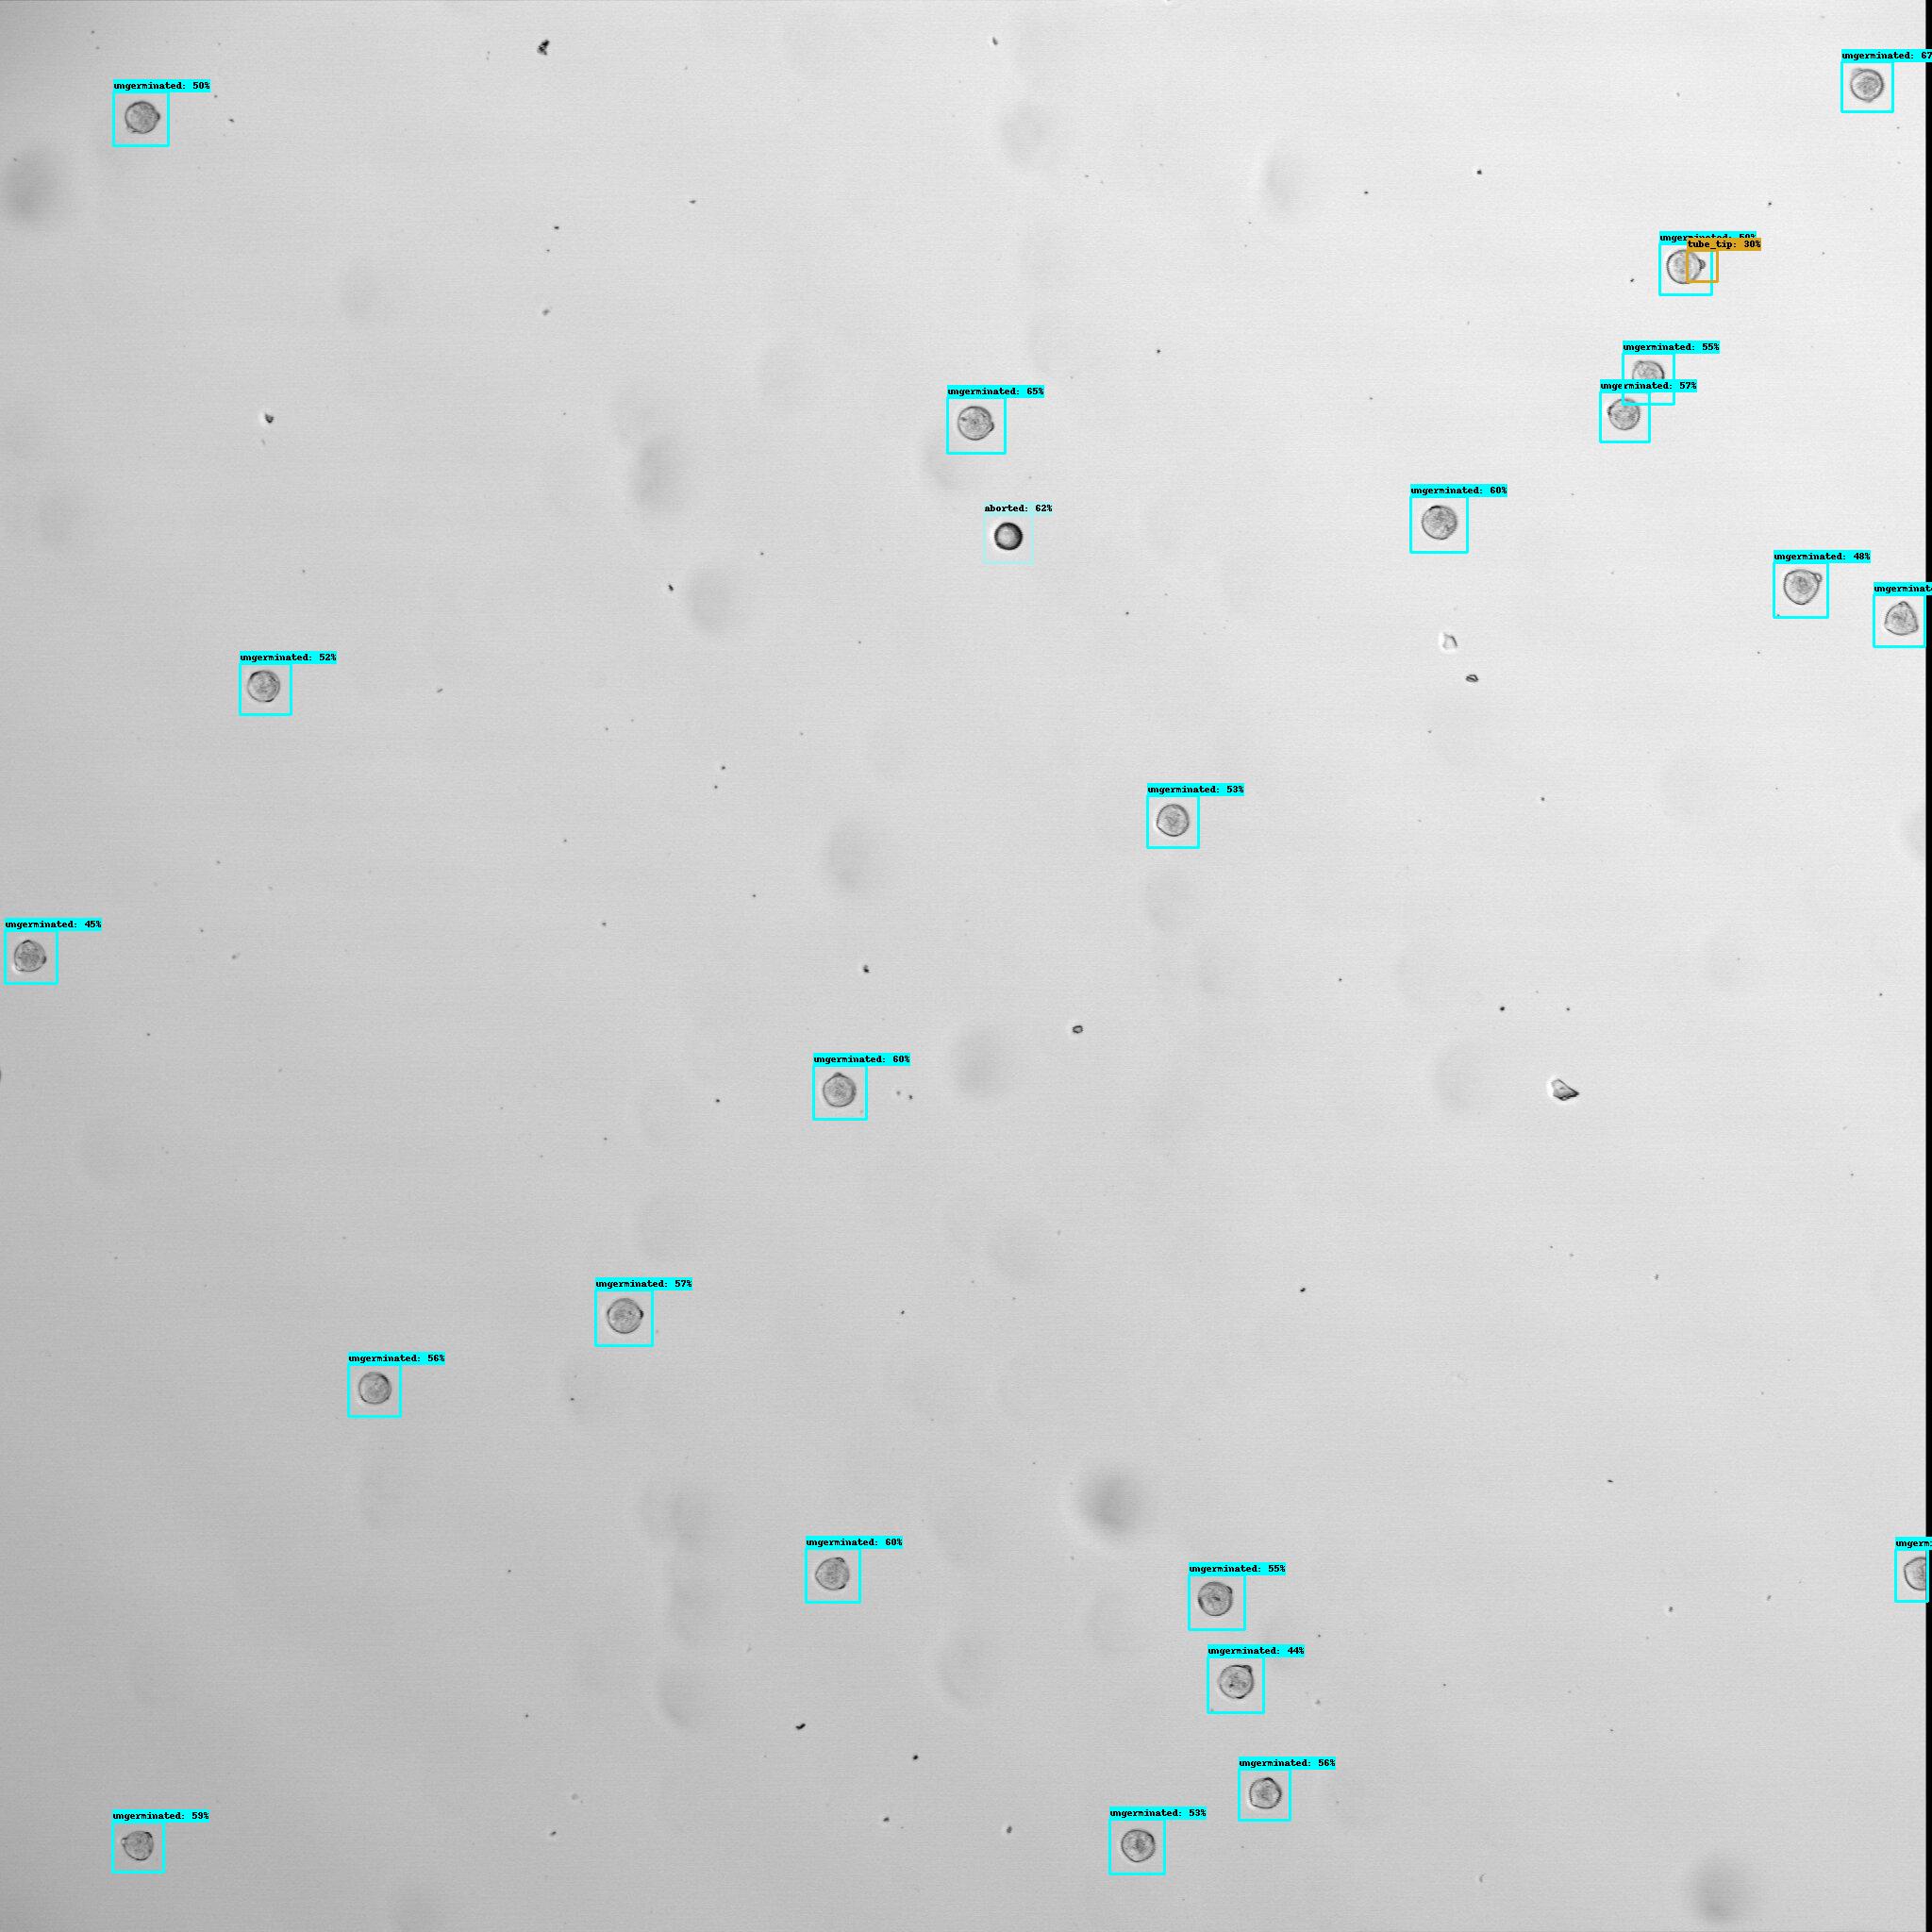 ungerminated: 67
ungerminated: 50%
tube_tip: 30%
ungerminated: 55%
ungerminated: 57%
ungerminated: 65%
ungerminated: 60%
aborted: 62%
ungerminated: 48%
ungerminate
ungerminated: 52%
ungerminated: 53%
ungerminated: 45%
ungerminated: 60%
ungerminated: 57%
ungerminated: 56%
ungerminated: 60%
ungerm
ungerminated: 55%
ungerminated: 44%
ungerminated: 56%
ungerminated: 53%
ungerminated: 59%